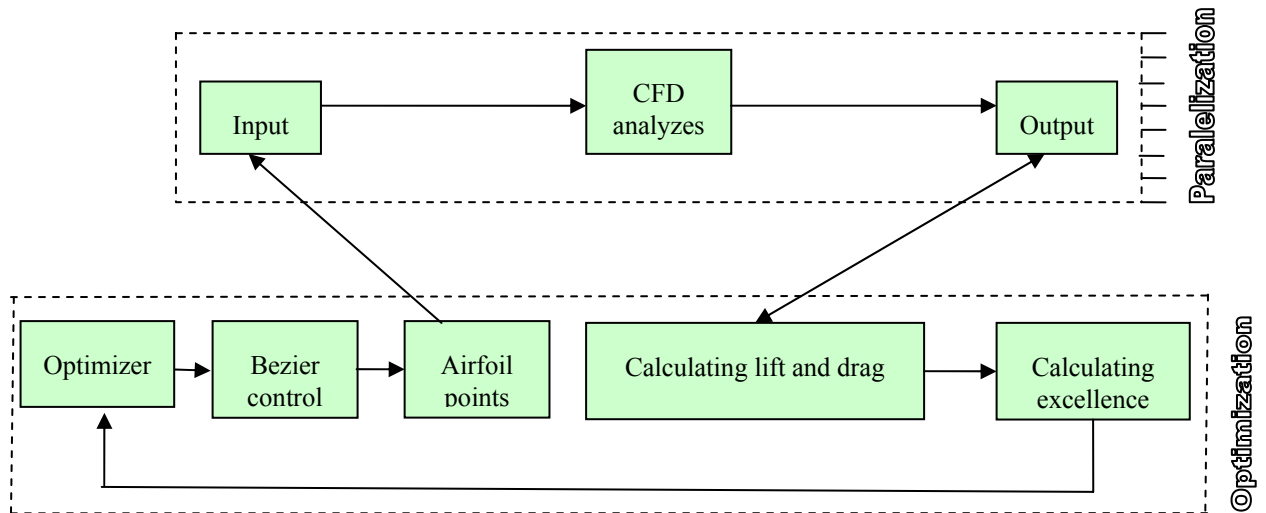 Input
CFD
analyzes
Output
Paralelization
Optimizer
Bezier
control
Airfoil
points
Calculating lift and drag
Calculating
excellence
Optimization